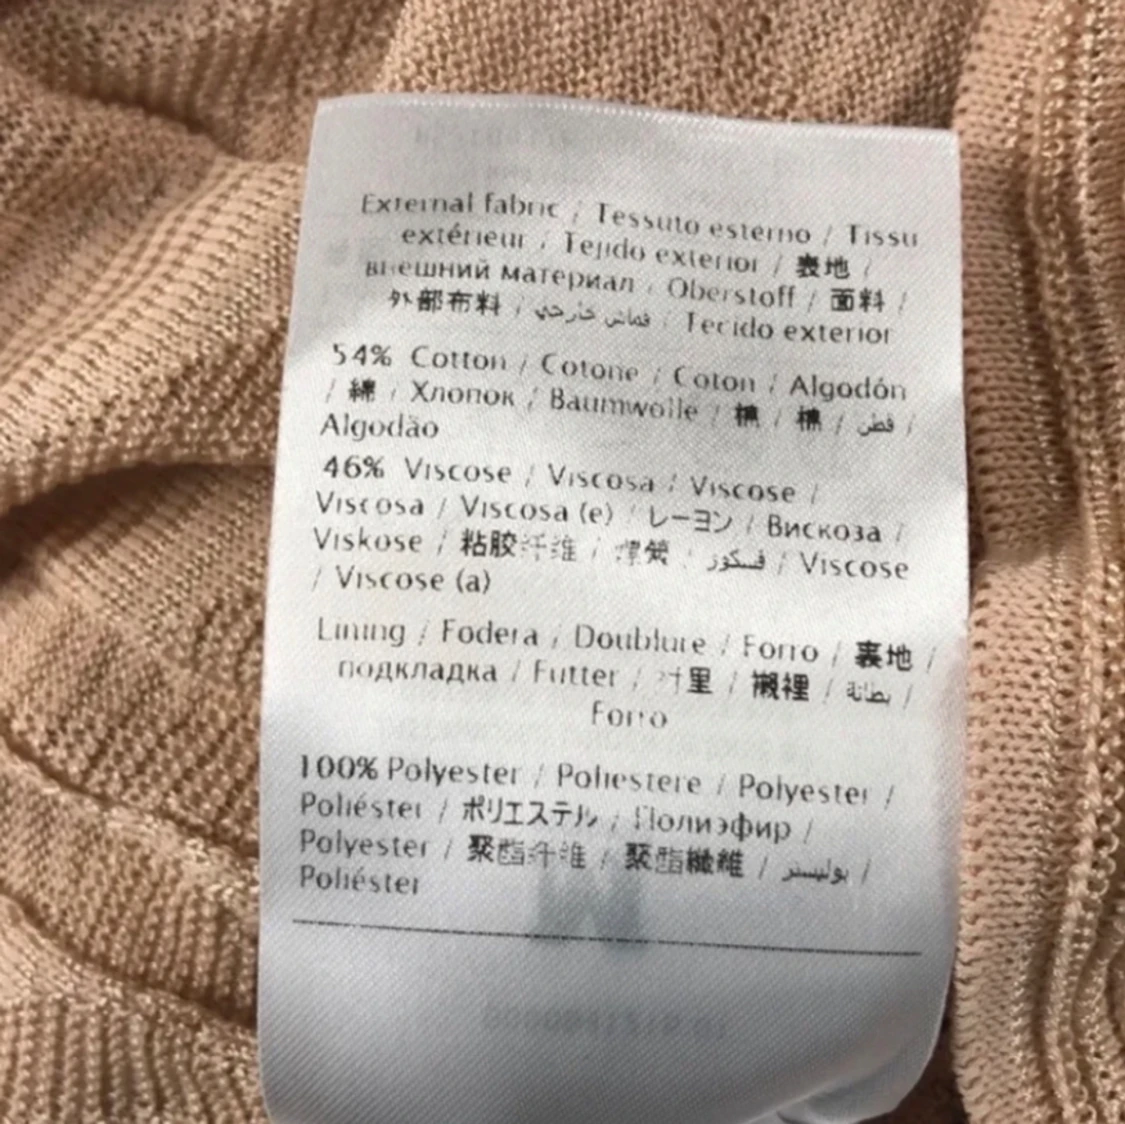 External fabric / Tessuto esterno / Tissu
extérieur / Tejido exterior / 表地 /
внешний материал / Oberstoff / 面料 /
外部布料 / قماش خارجي / Tecido exterior
54% Cotton / Cotone / Coton / Algodón
/ 綿 / Хлопок / Baumwolle / 棉 / 棉 / قطن /
Algodão
46% Viscose / Viscosa / Viscose /
Viscosa / Viscosa (e) / レーヨン / Вискоза /
Viskose / 粘胶纤维 / 嫘縈 / فسكوز / Viscose
/ Viscose (a)
Lining / Fodera / Doublure / Forro / 裏地 /
подкладка / Futter / 衬里 / 襯裡 / بطانة /
Forro
100% Polyester / Poliestere / Polyester /
Poliéster / ポリエステル / Полиэфир /
Polyester / 聚酯纤维 / 聚酯纖維 / بوليستر /
Poliéster